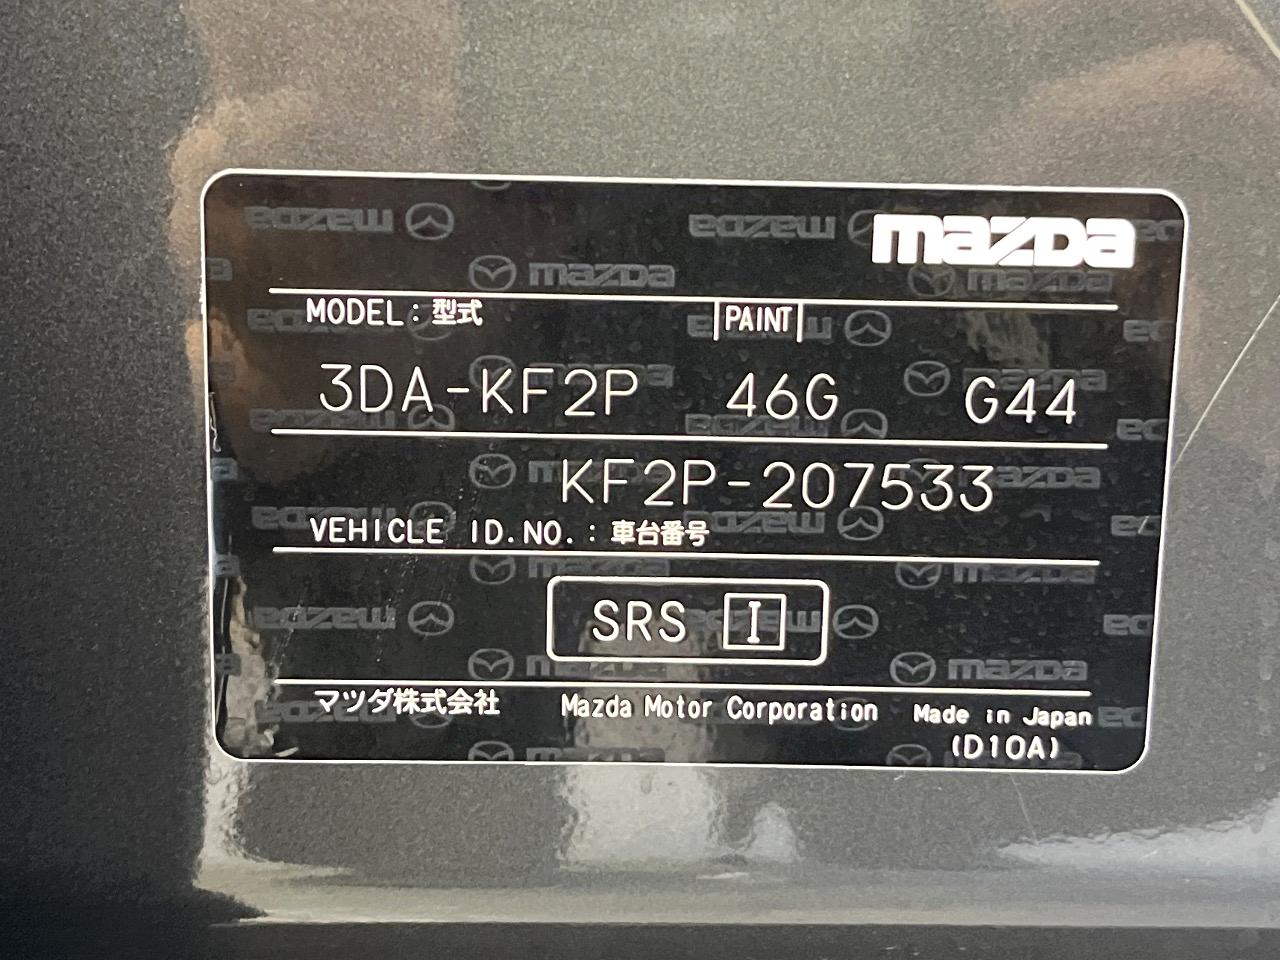 mazda
MODEL : 型式 PAINT
3DA-KF2P 46G G44
KF2P-207533
VEHICLE ID.NO. : 車台番号
SRS I
マツダ株式会社 Mazda Motor Corporation Made in Japan
(D10A)